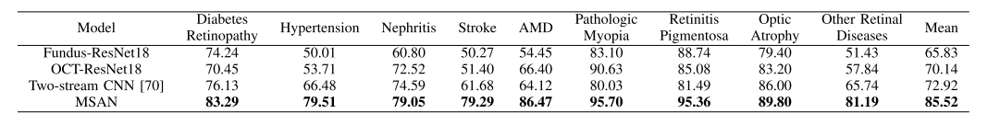 Model Diabetes Retinopathy Hypertension Nephritis Stroke AMD Pathologic Myopia Retinitis Pigmentosa Optic Atrophy Other Retinal Diseases Mean
Fundus-ResNet18 74.24 50.01 60.80 50.27 54.45 83.10 88.74 79.40 51.43 65.83
OCT-ResNet18 70.45 53.71 72.52 51.40 66.40 90.63 85.08 83.20 57.84 70.14
Two-stream CNN [70] 76.13 66.48 74.59 61.68 64.12 80.03 81.49 86.00 65.74 72.92
MSAN 83.29 79.51 79.05 79.29 86.47 95.70 95.36 89.80 81.19 85.52